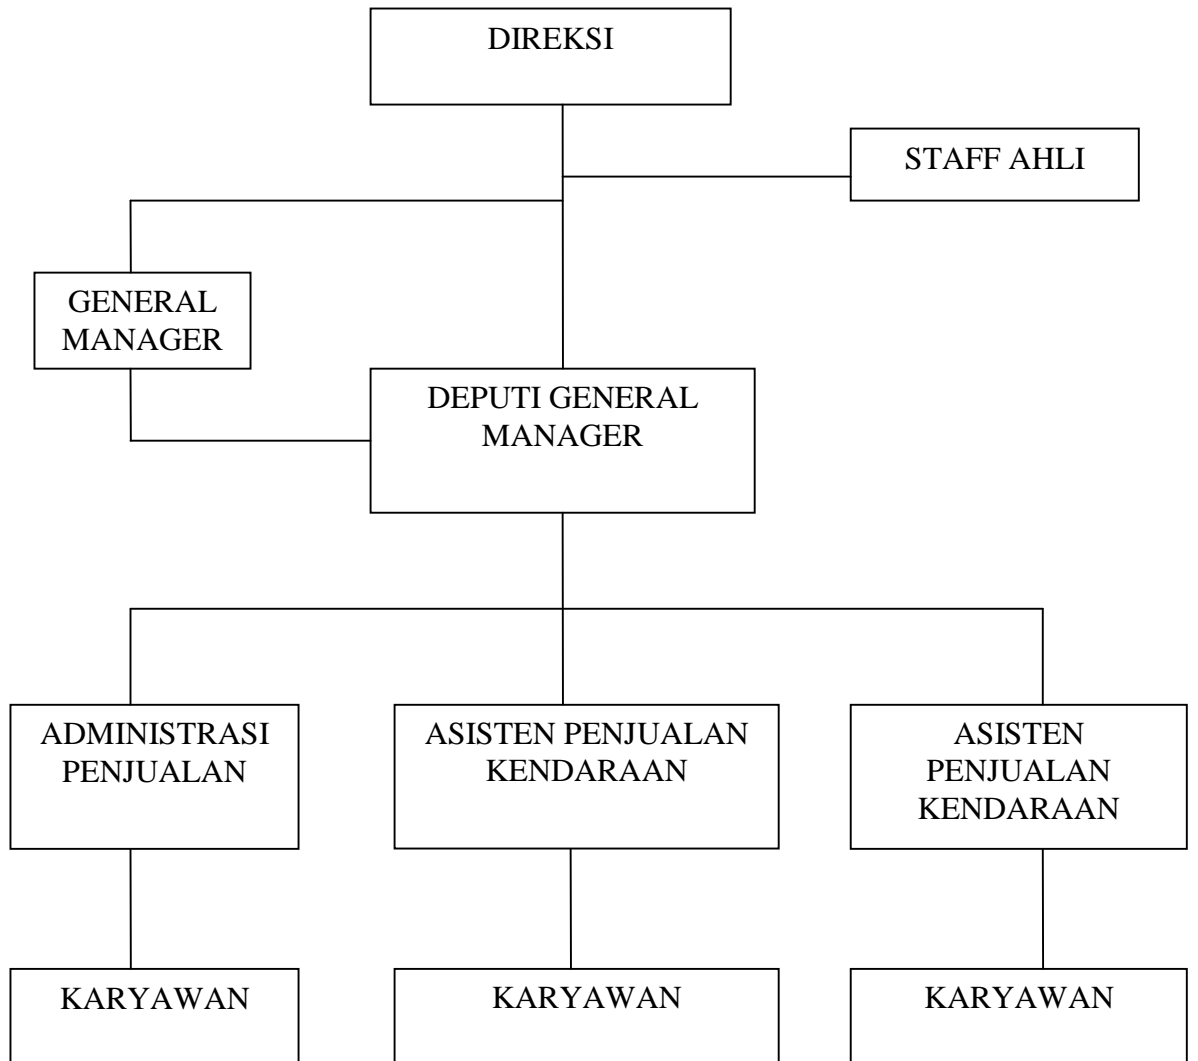 DIREKSI
STAFF AHLI
GENERAL
MANAGER
DEPUTI GENERAL
MANAGER
ADMINISTRASI
PENJUALAN
ASISTEN PENJUALAN
KENDARAAN
ASISTEN
PENJUALAN
KENDARAAN
KARYAWAN
KARYAWAN
KARYAWAN